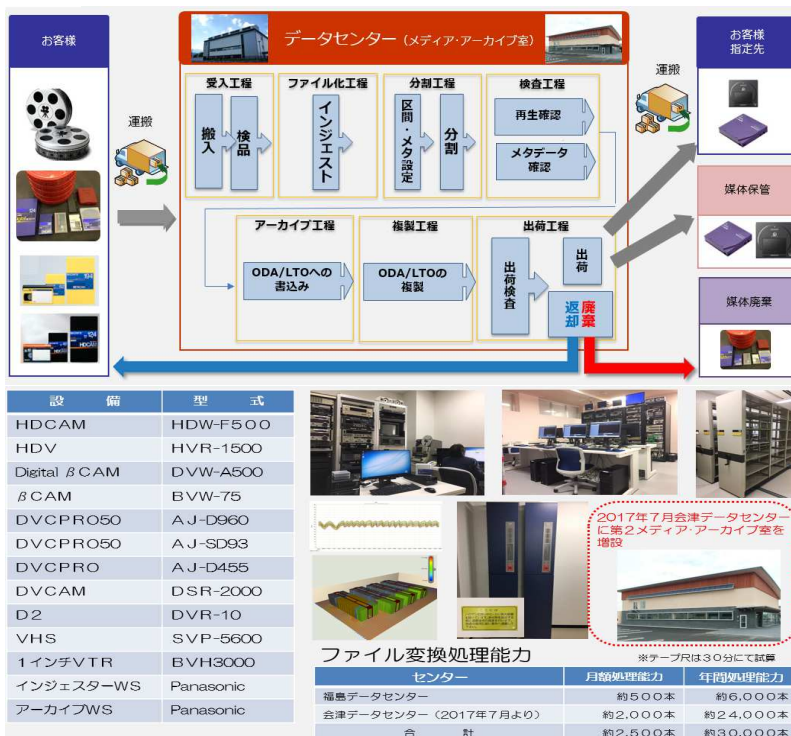 お客様
データセンター（メディア・アーカイブ室）
お客様
指定先
運搬
運搬
受入工程
ファイル化工程
分割工程
検査工程
搬入
検品
インジェスト
区間・メタ設定
分割
再生確認
メタデータ
確認
アーカイブ工程
複製工程
出荷工程
ODA/LTOへの
書込み
ODA/LTOの
複製
出荷検査
出荷
返却
廃棄
媒体保管
媒体廃棄
設　備　型　式
HDCAM　HDW-F500
HDV　HVR-1500
Digital βCAM　DVW-A500
βCAM　BVW-75
DVCPRO50　AJ-D960
DVCPRO50　AJ-SD93
DVCPRO　AJ-D455
DVCAM　DSR-2000
D2　DVR-10
VHS　SVP-5600
1インチVTR　BVH3000
インジェスターWS　Panasonic
アーカイブWS　Panasonic
2017年7月会津データセンター
に第2メディア・アーカイブ室を
増設
ファイル変換処理能力　※テープRは30分にて試算
センター　月額処理能力　年間処理能力
福島データセンター　約500本　約6,000本
会津データセンター（2017年7月より）　約2,000本　約24,000本
合　計　約2,500本　約30,000本